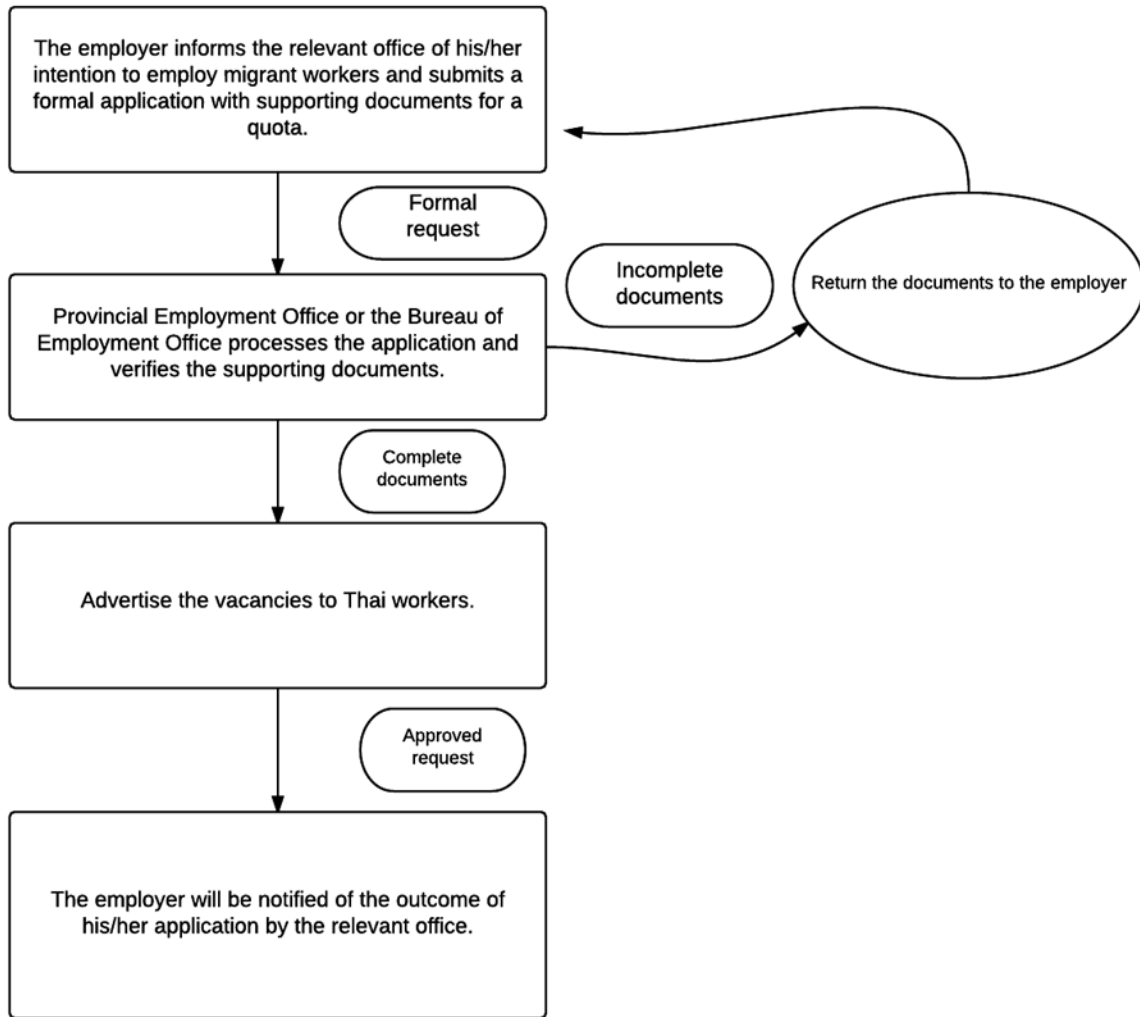 The employer informs the relevant office of his/her
intention to employ migrant workers and submits a
formal application with supporting documents for a
quota.
Formal
request
Incomplete
documents
Return the documents to the employer
Provincial Employment Office or the Bureau of
Employment Office processes the application and
verifies the supporting documents.
Complete
documents
Advertise the vacancies to Thai workers.
Approved
request
The employer will be notified of the outcome of
his/her application by the relevant office.